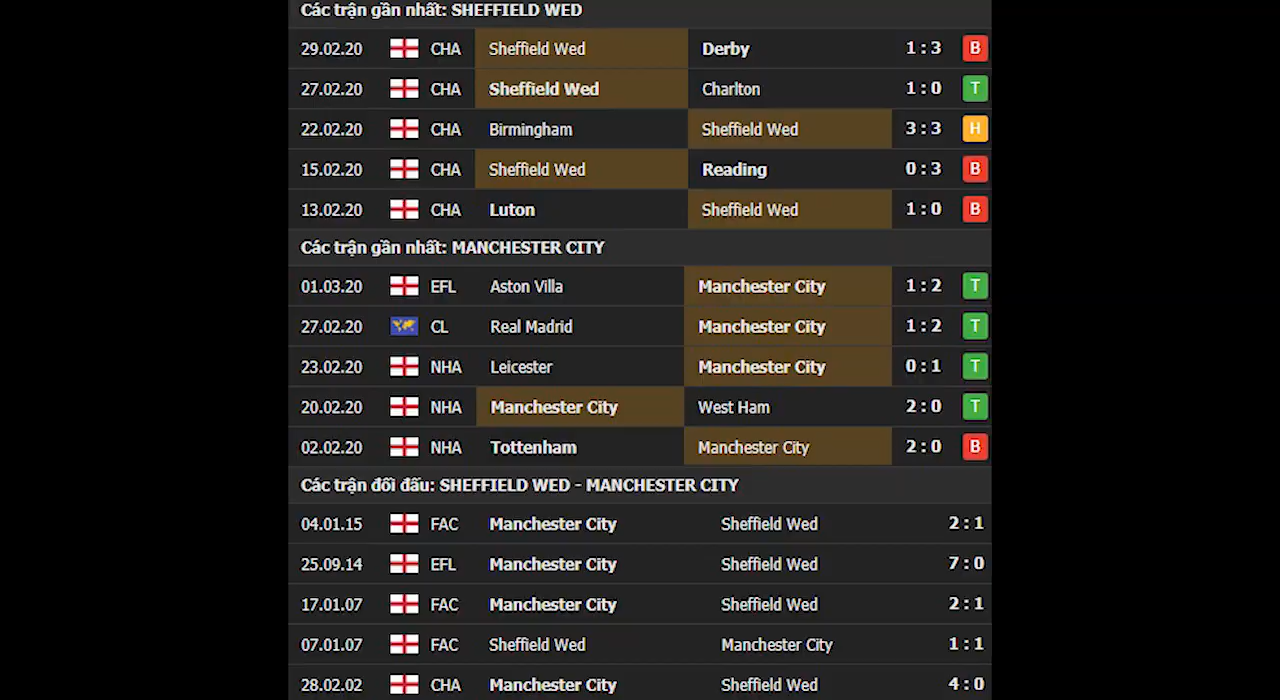 Các trận gần nhất: SHEFFIELD WED
29.02.20 CHA Sheffield Wed Derby 1 : 3 B
27.02.20 CHA Sheffield Wed Charlton 1 : 0 T
22.02.20 CHA Birmingham Sheffield Wed 3 : 3 H
15.02.20 CHA Sheffield Wed Reading 0 : 3 B
13.02.20 CHA Luton Sheffield Wed 1 : 0 B
Các trận gần nhất: MANCHESTER CITY
01.03.20 EFL Aston Villa Manchester City 1 : 2 T
27.02.20 CL Real Madrid Manchester City 1 : 2 T
23.02.20 NHA Leicester Manchester City 0 : 1 T
20.02.20 NHA Manchester City West Ham 2 : 0 T
02.02.20 NHA Tottenham Manchester City 2 : 0 B
Các trận đối đấu: SHEFFIELD WED - MANCHESTER CITY
04.01.15 FAC Manchester City Sheffield Wed 2 : 1
25.09.14 EFL Manchester City Sheffield Wed 7 : 0
17.01.07 FAC Manchester City Sheffield Wed 2 : 1
07.01.07 FAC Sheffield Wed Manchester City 1 : 1
28.02.02 CHA Manchester City Sheffield Wed 4 : 0